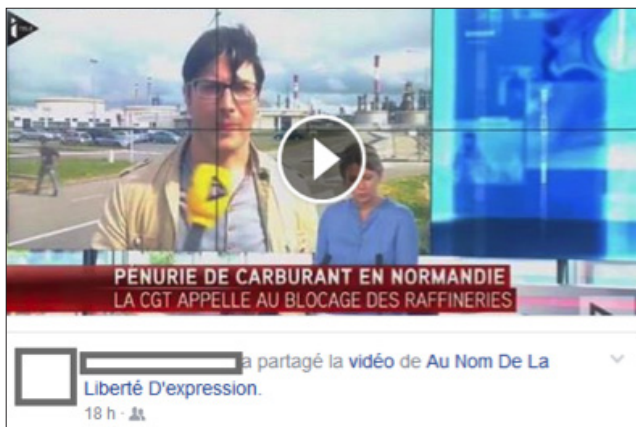 PÉNURIE DE CARBURANT EN NORMANDIE
LA CGT APPELLE AU BLOCAGE DES RAFFINERIES
a partagé la vidéo de Au Nom De La
Liberté D'expression.
18 h ·